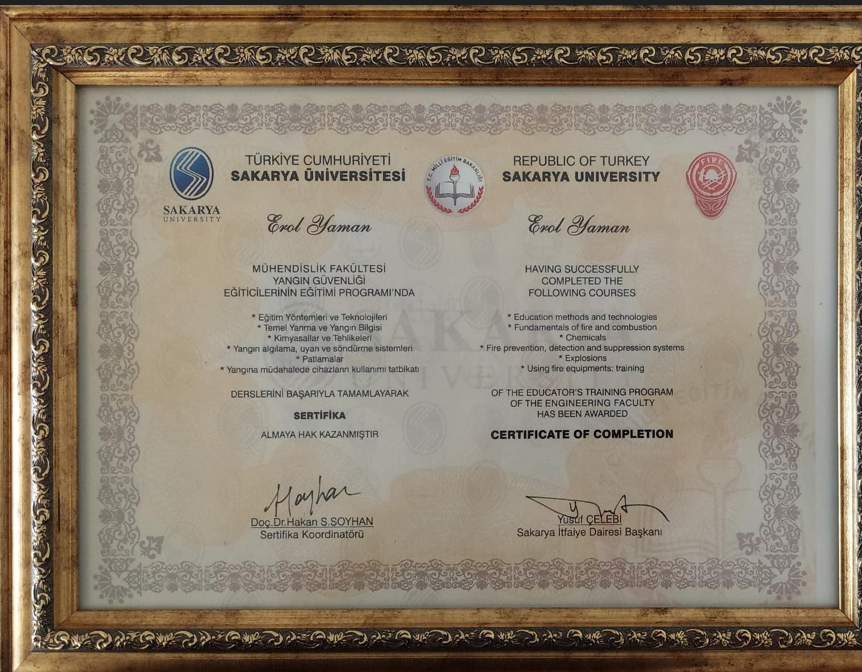 TÜRKİYE CUMHURİYETİ
SAKARYA ÜNİVERSİTESİ
SAKARYA
UNIVERSITY
T.C. MİLLİ EĞİTİM BAKANLIĞI
REPUBLIC OF TURKEY
SAKARYA UNIVERSITY
FIRE
Erol Yaman
MÜHENDİSLİK FAKÜLTESİ
YANGIN GÜVENLİĞİ
EĞİTİCİLERİNİN EĞİTİMİ PROGRAMI'NDA
* Eğitim Yöntemleri ve Teknolojileri
* Temel Yanma ve Yangın Bilgisi
* Kimyasallar ve Tehlikeleri
* Yangın algılama, uyarı ve söndürme sistemleri
* Patlamalar
* Yangına müdahalede cihazların kullanımı tatbikatı
DERSLERİNİ BAŞARIYLA TAMAMLAYARAK
SERTİFİKA
ALMAYA HAK KAZANMIŞTIR
Doç.Dr.Hakan S.SOYHAN
Sertifika Koordinatörü
Erol Yaman
HAVING SUCCESSFULLY
COMPLETED THE
FOLLOWING COURSES
* Education methods and technologies
* Fundamentals of fire and combustion
* Chemicals
* Fire prevention, detection and suppression systems
* Explosions
* Using fire equipments: training
OF THE EDUCATOR'S TRAINING PROGRAM
OF THE ENGINEERING FACULTY
HAS BEEN AWARDED
CERTIFICATE OF COMPLETION
Yusuf ÇELEBİ
Sakarya İtfaiye Dairesi Başkanı